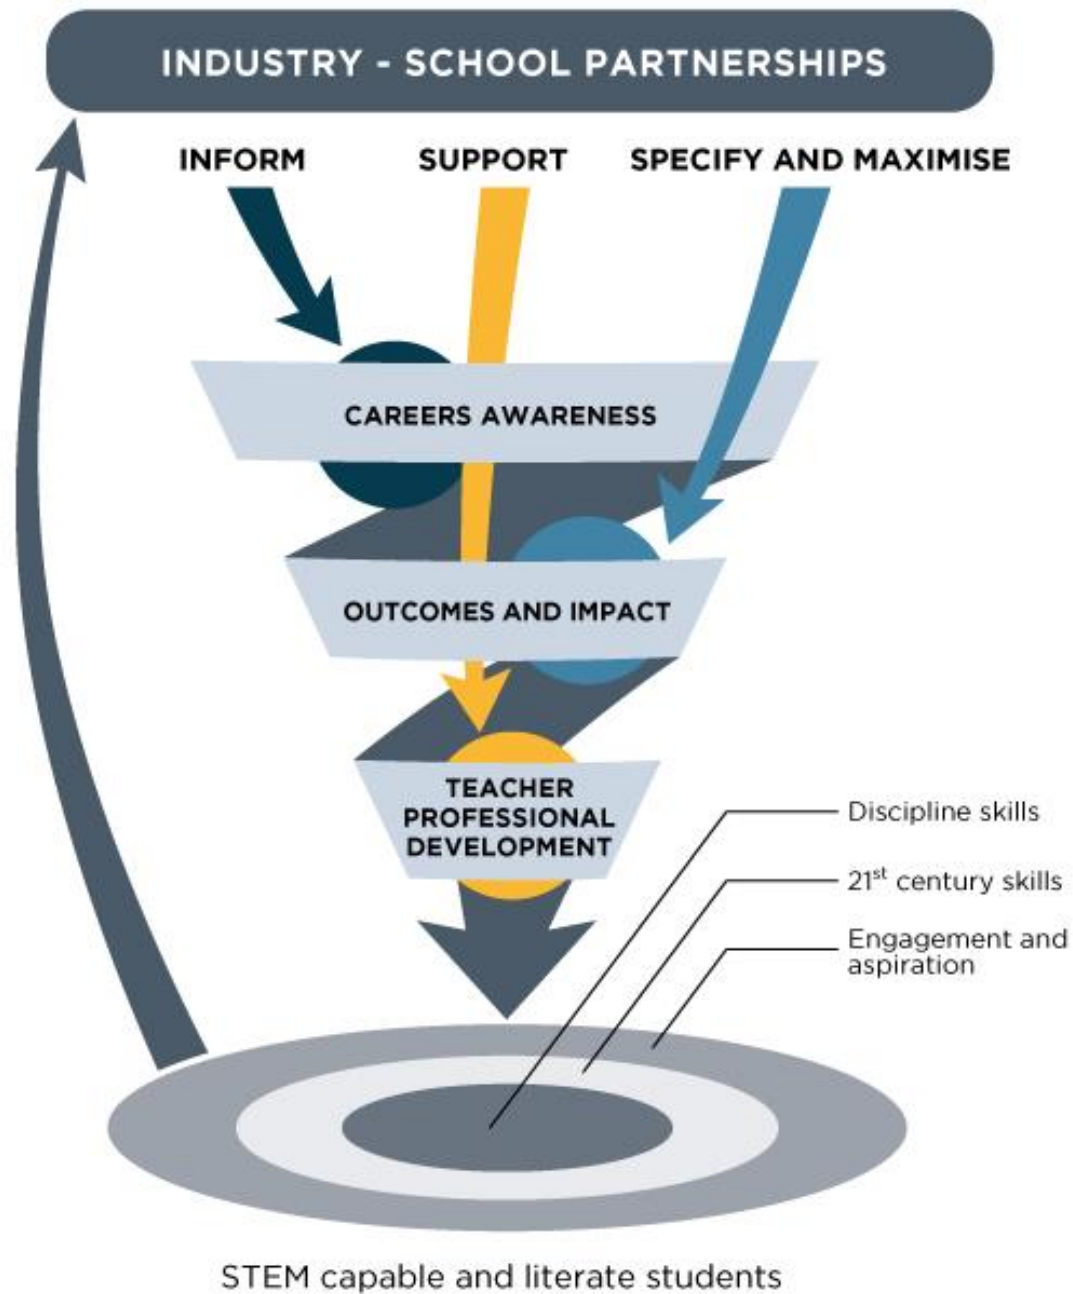 INDUSTRY - SCHOOL PARTNERSHIPS
INFORM
SUPPORT
SPECIFY AND MAXIMISE
CAREERS AWARENESS
OUTCOMES AND IMPACT
TEACHER
PROFESSIONAL
DEVELOPMENT
Discipline skills
21st century skills
Engagement and
aspiration
STEM capable and literate students